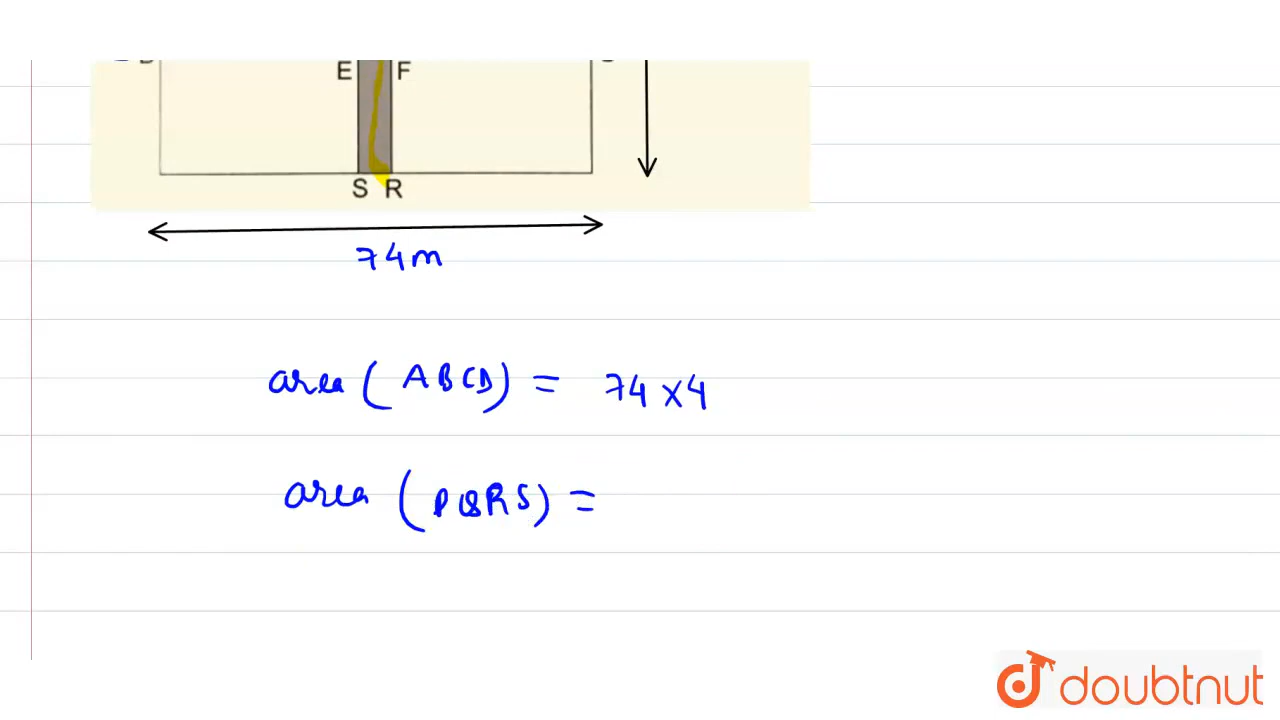 E F
S R
74m
area (ABCD) = 74 x 4
area (PQRS) =
doubtnut